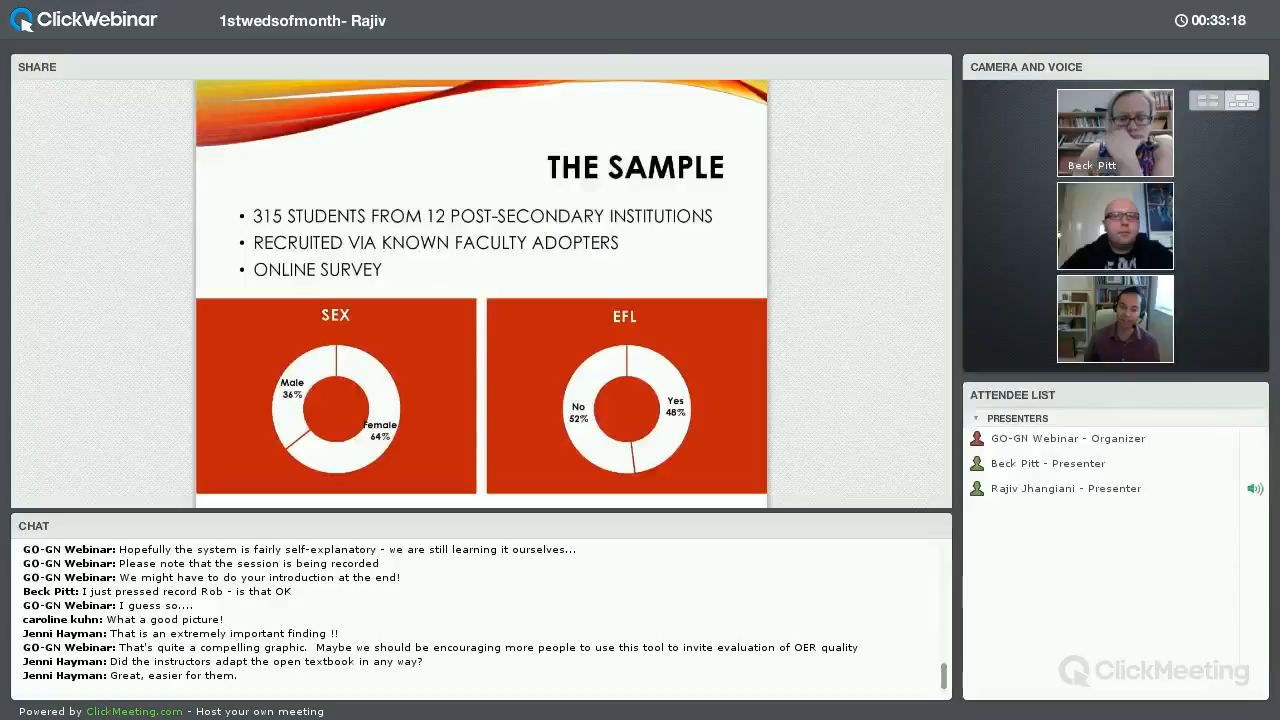 ClickWebinar
1stwedsofmonth- Rajiv
00:33:18
SHARE
THE SAMPLE
• 315 STUDENTS FROM 12 POST-SECONDARY INSTITUTIONS
• RECRUITED VIA KNOWN FACULTY ADOPTERS
• ONLINE SURVEY
SEX
Male
36%
Female
64%
EFL
No
52%
Yes
48%
CAMERA AND VOICE
Beck Pitt
ATTENDEE LIST
PRESENTERS
GO-GN Webinar - Organizer
Beck Pitt - Presenter
Rajiv Jhangiani - Presenter
ClickMeeting
CHAT
GO-GN Webinar: Hopefully the system is fairly self-explanatory - we are still learning it ourselves...
GO-GN Webinar: Please note that the session is being recorded
GO-GN Webinar: We might have to do your introduction at the end!
Beck Pitt: I just pressed record Rob - is that OK
GO-GN Webinar: I guess so....
caroline kuhn: What a good picture!
Jenni Hayman: That is an extremely important finding !!
GO-GN Webinar: That's quite a compelling graphic. Maybe we should be encouraging more people to use this tool to invite evaluation of OER quality
Jenni Hayman: Did the instructors adapt the open textbook in any way?
Jenni Hayman: Great, easier for them.
Powered by ClickMeeting.com - Host your own meeting